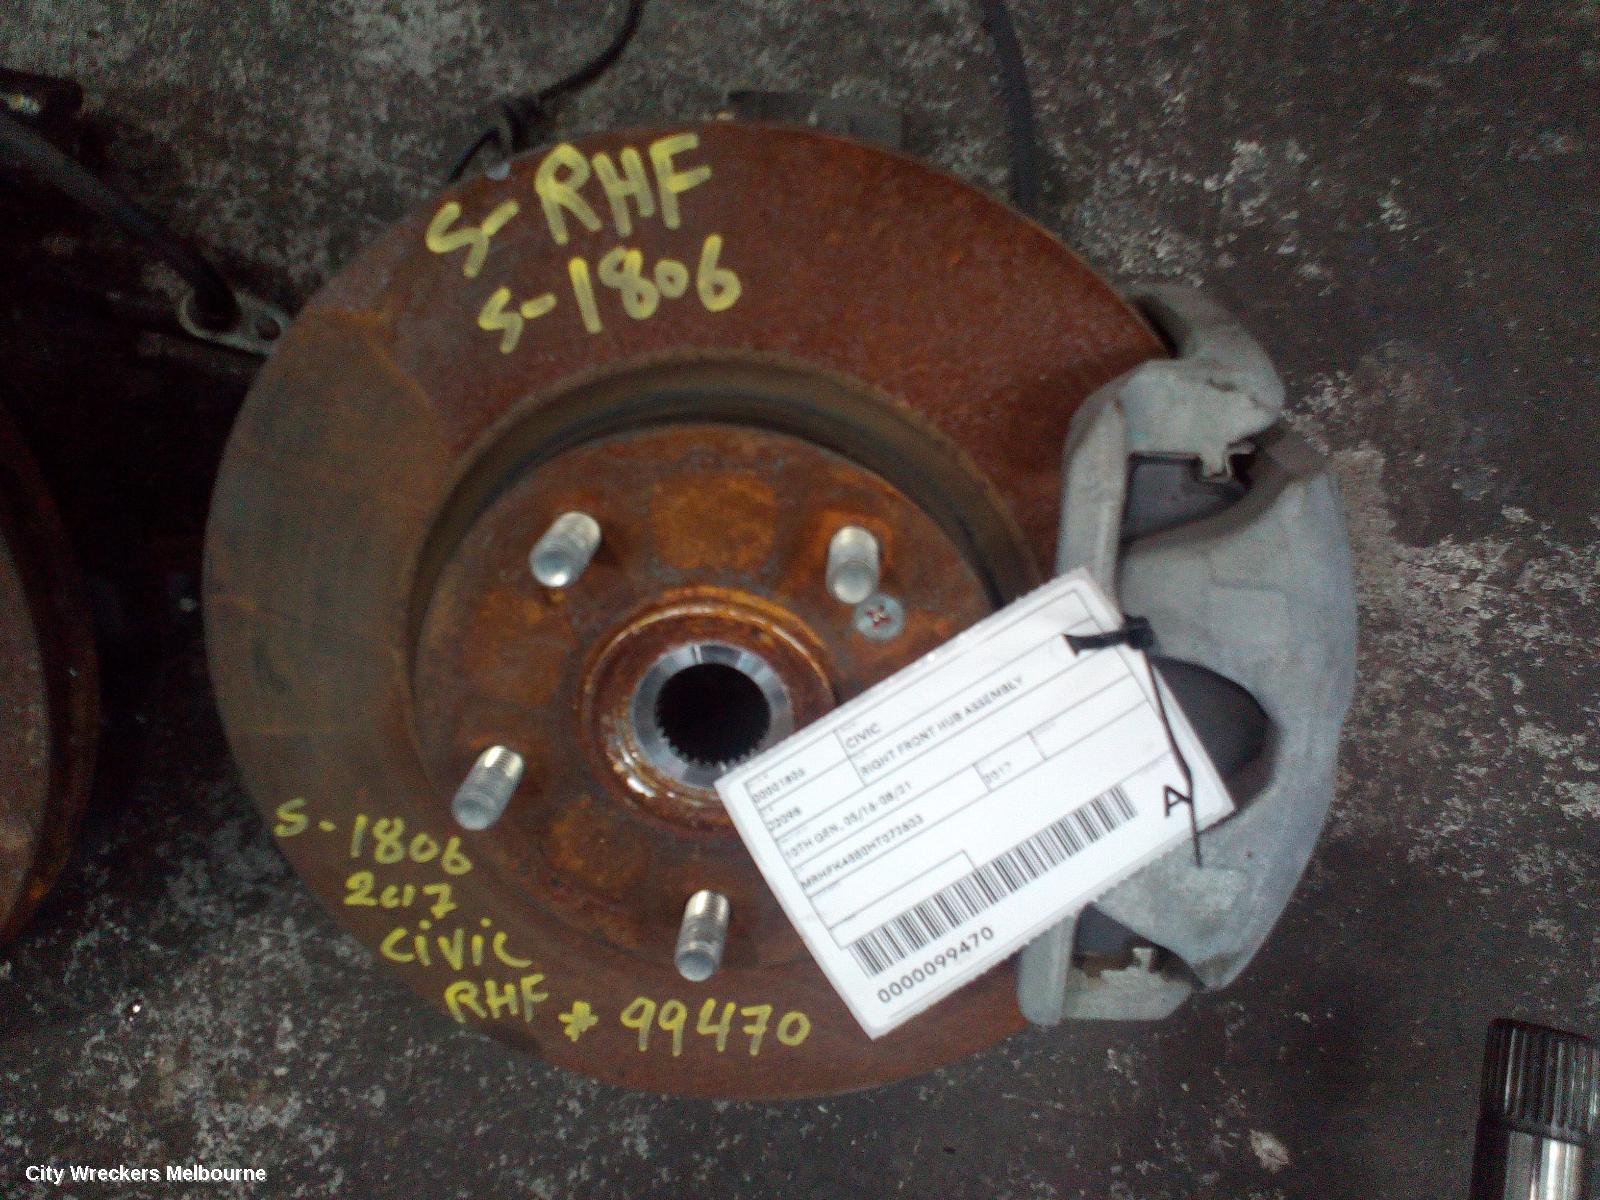 S-RHF
S-1806
CIVIC
RIGHT FRONT HUB ASSEMBLY
00001806
2017
10TH GEN, 05/16-08/21
A
0000099470
S-1806
2017
CiViC
RHF * 99470
City Wreckers Melbourne